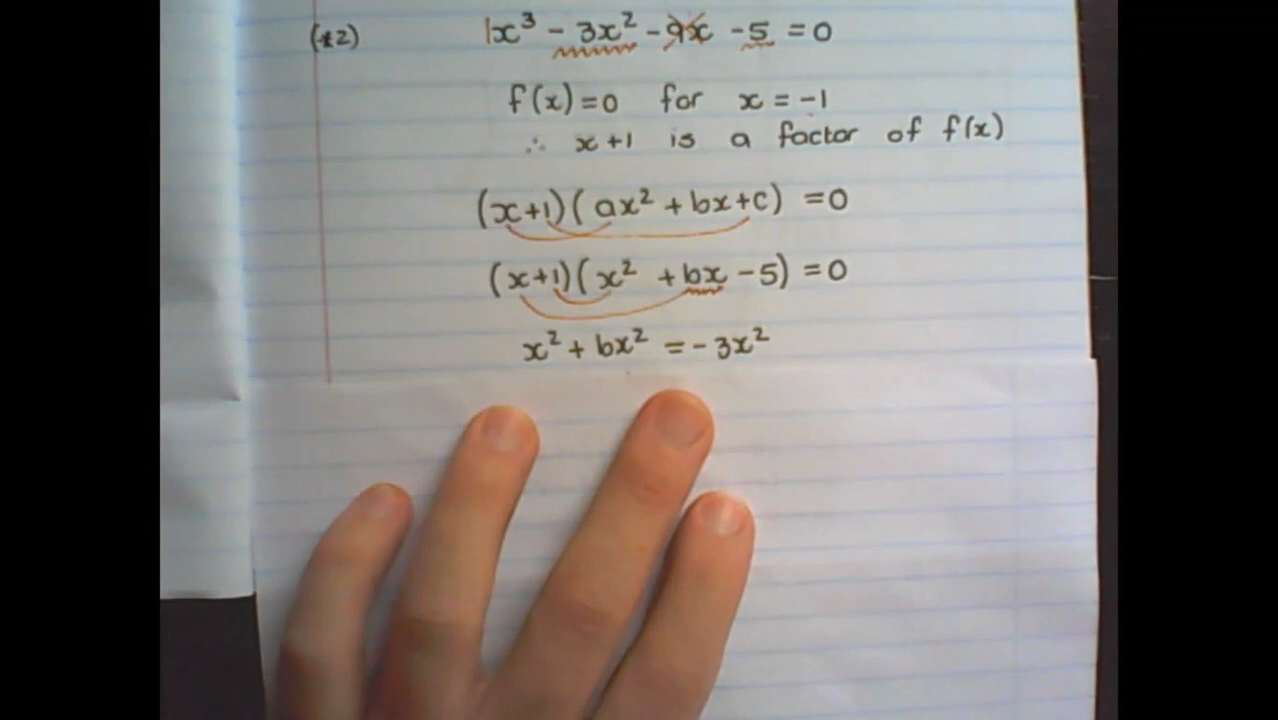 (*2) 1x³ - 3x² - 9x - 5 = 0
f(x) = 0 for x = -1
∴ x+1 is a factor of f(x)
(x+1)(ax² + bx + c) = 0
(x+1)(x² + bx - 5) = 0
x² + bx² = -3x²